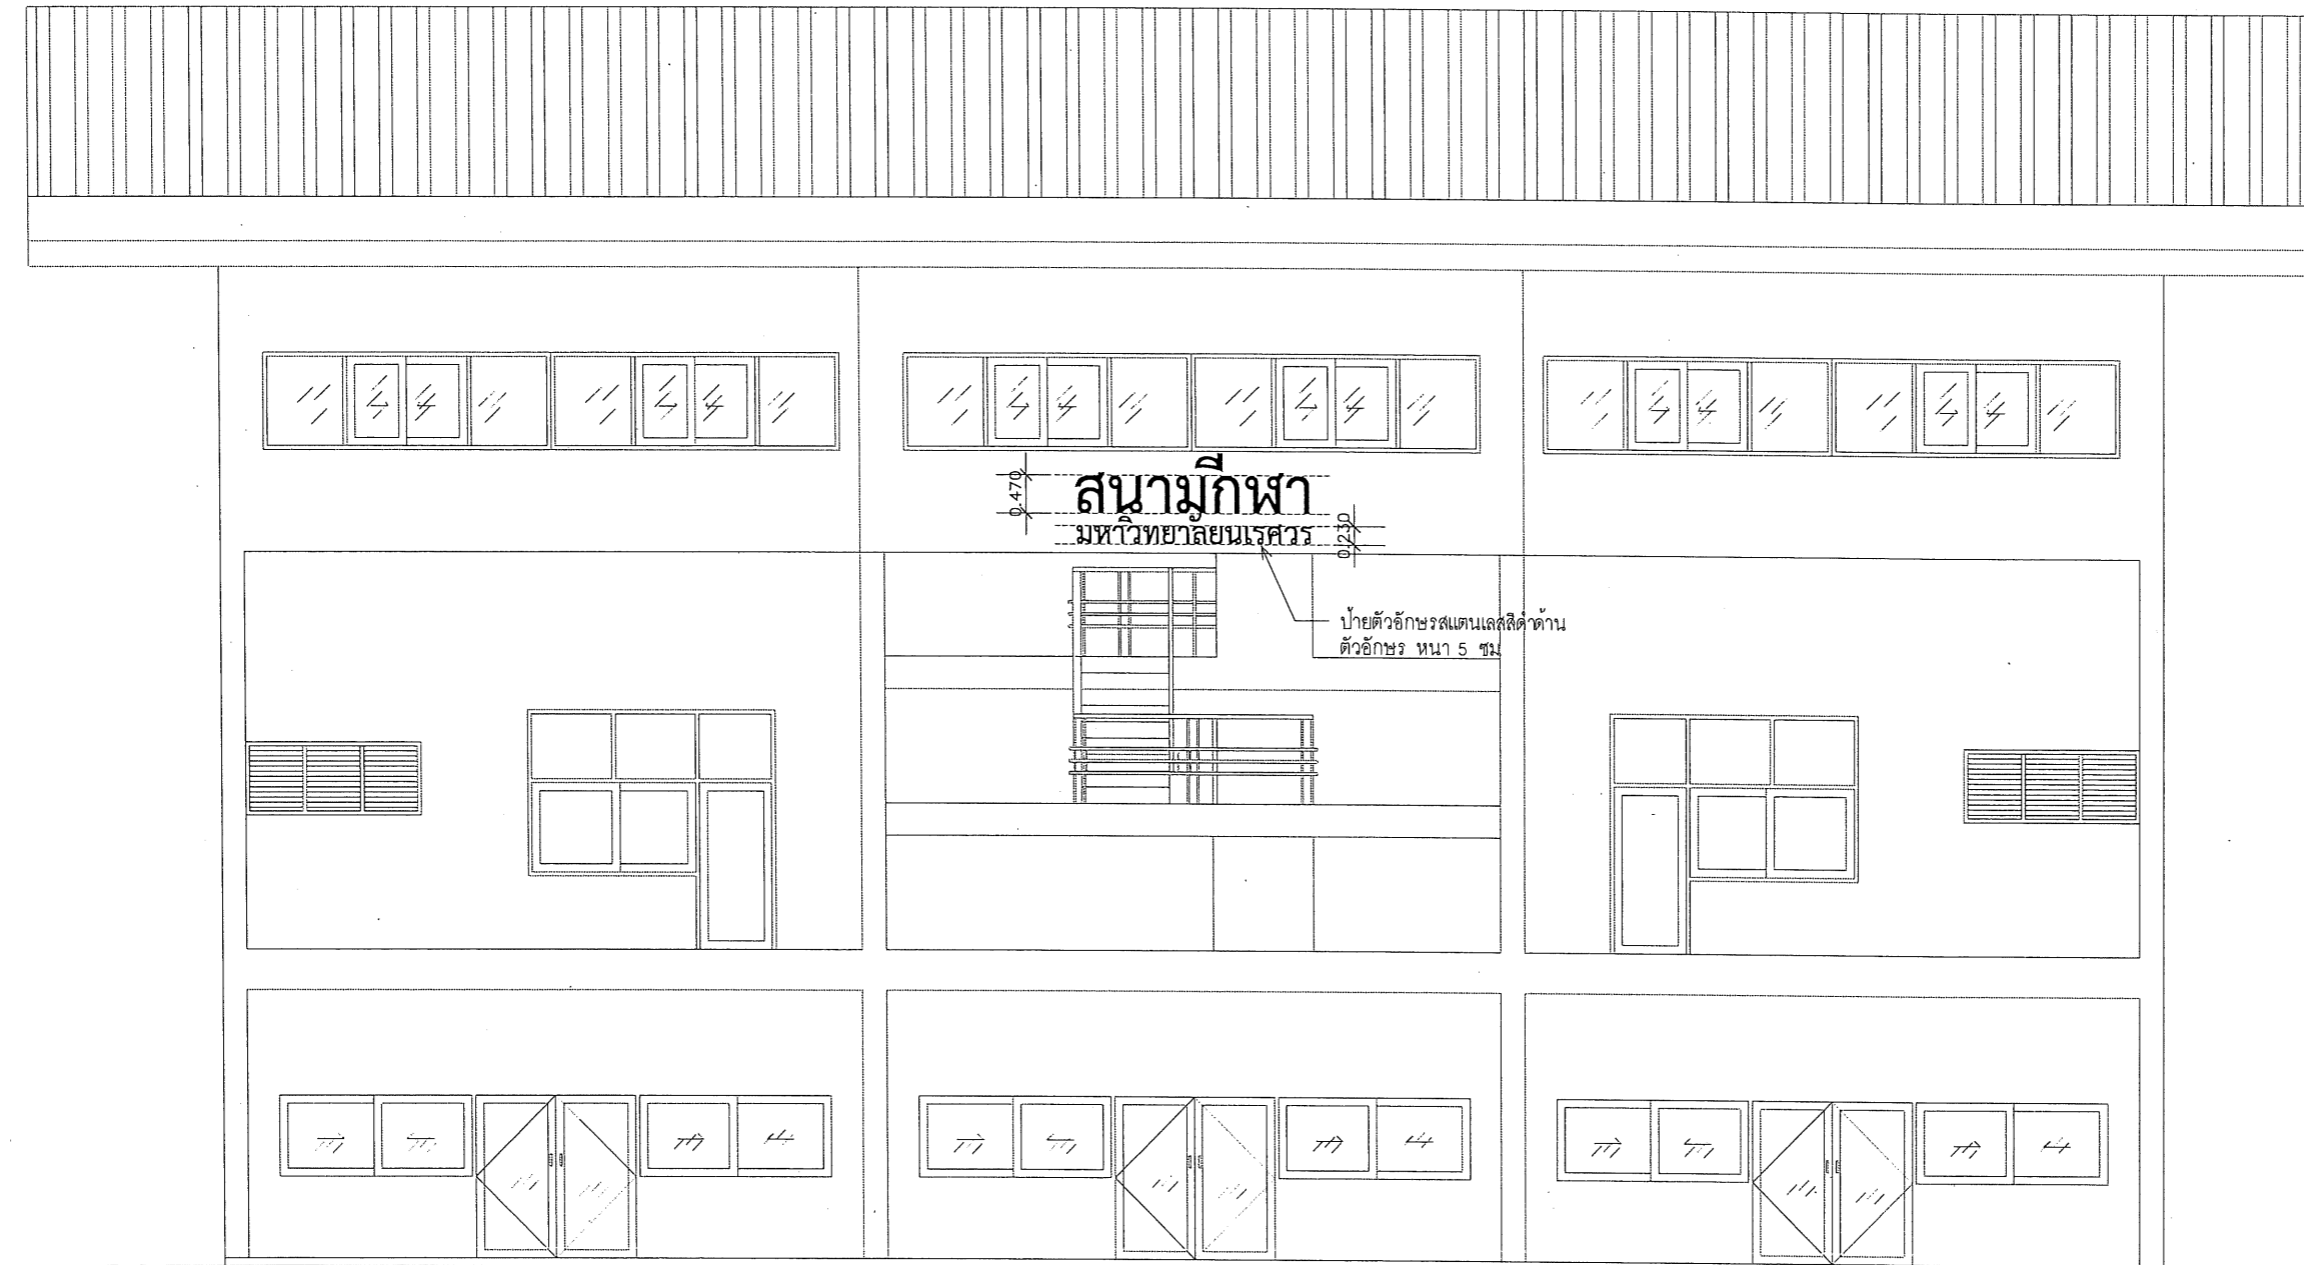 สนามกีฬา
0.470
มหาวิทยาลัยนเรศวร
0.230
ป้ายตัวอักษรสแตนเลสสีดำด้าน
ตัวอักษร หนา 5 ซม